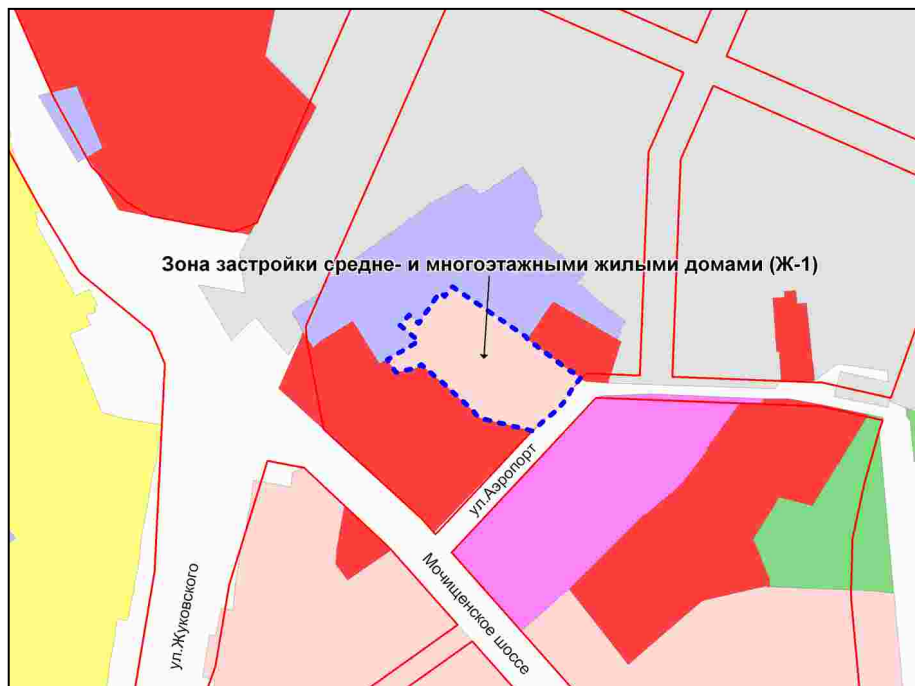 Зона застройки средне- и многоэтажными жилыми домами (Ж-1)
ул.Аэропорт
Мочищенское шоссе
ул.Жуковского